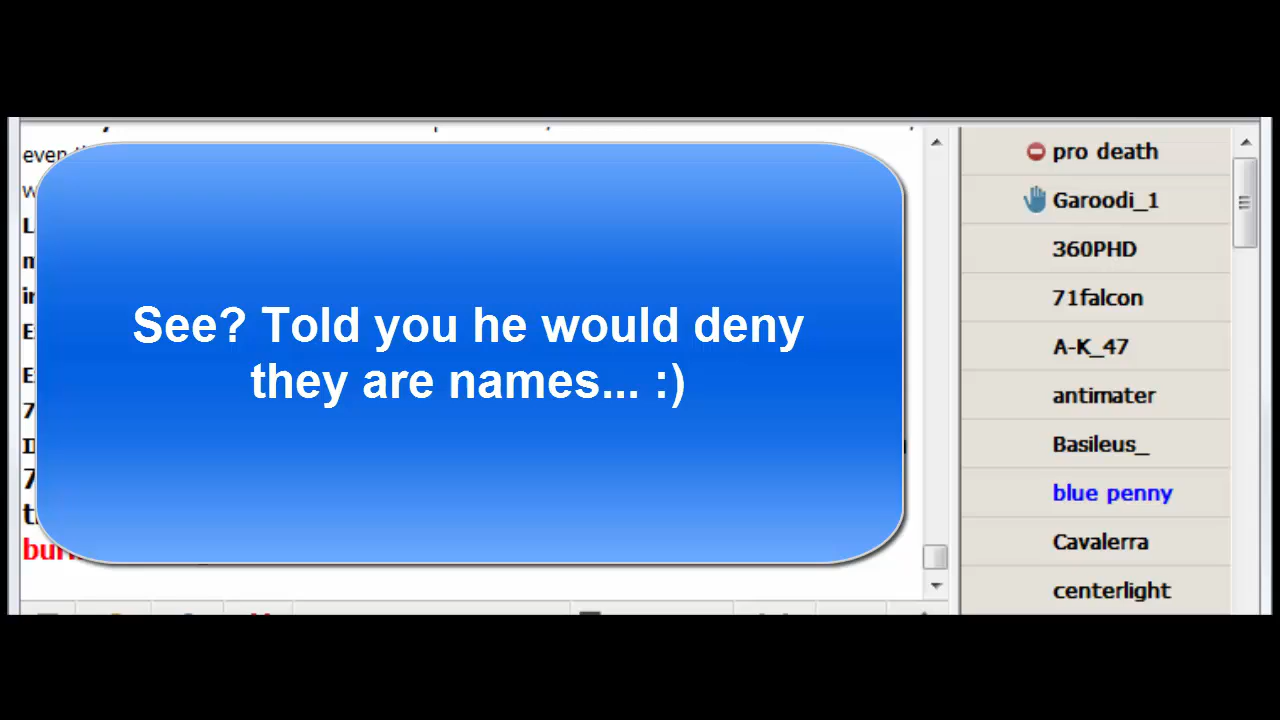 even
See? Told you he would deny
they are names... :)
pro death
Garoodi_1
360PHD
71falcon
A-K_47
antimater
Basileus_
blue penny
Cavalerra
centerlight